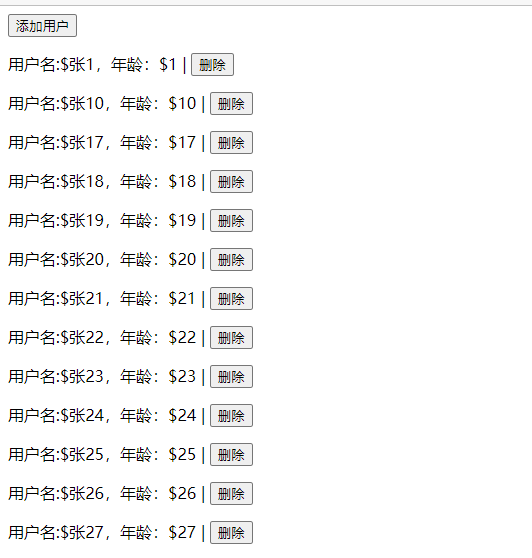 添加用户
用户名:$张1，年龄：$1 | 删除
用户名:$张10，年龄：$10 | 删除
用户名:$张17，年龄：$17 | 删除
用户名:$张18，年龄：$18 | 删除
用户名:$张19，年龄：$19 | 删除
用户名:$张20，年龄：$20 | 删除
用户名:$张21，年龄：$21 | 删除
用户名:$张22，年龄：$22 | 删除
用户名:$张23，年龄：$23 | 删除
用户名:$张24，年龄：$24 | 删除
用户名:$张25，年龄：$25 | 删除
用户名:$张26，年龄：$26 | 删除
用户名:$张27，年龄：$27 | 删除